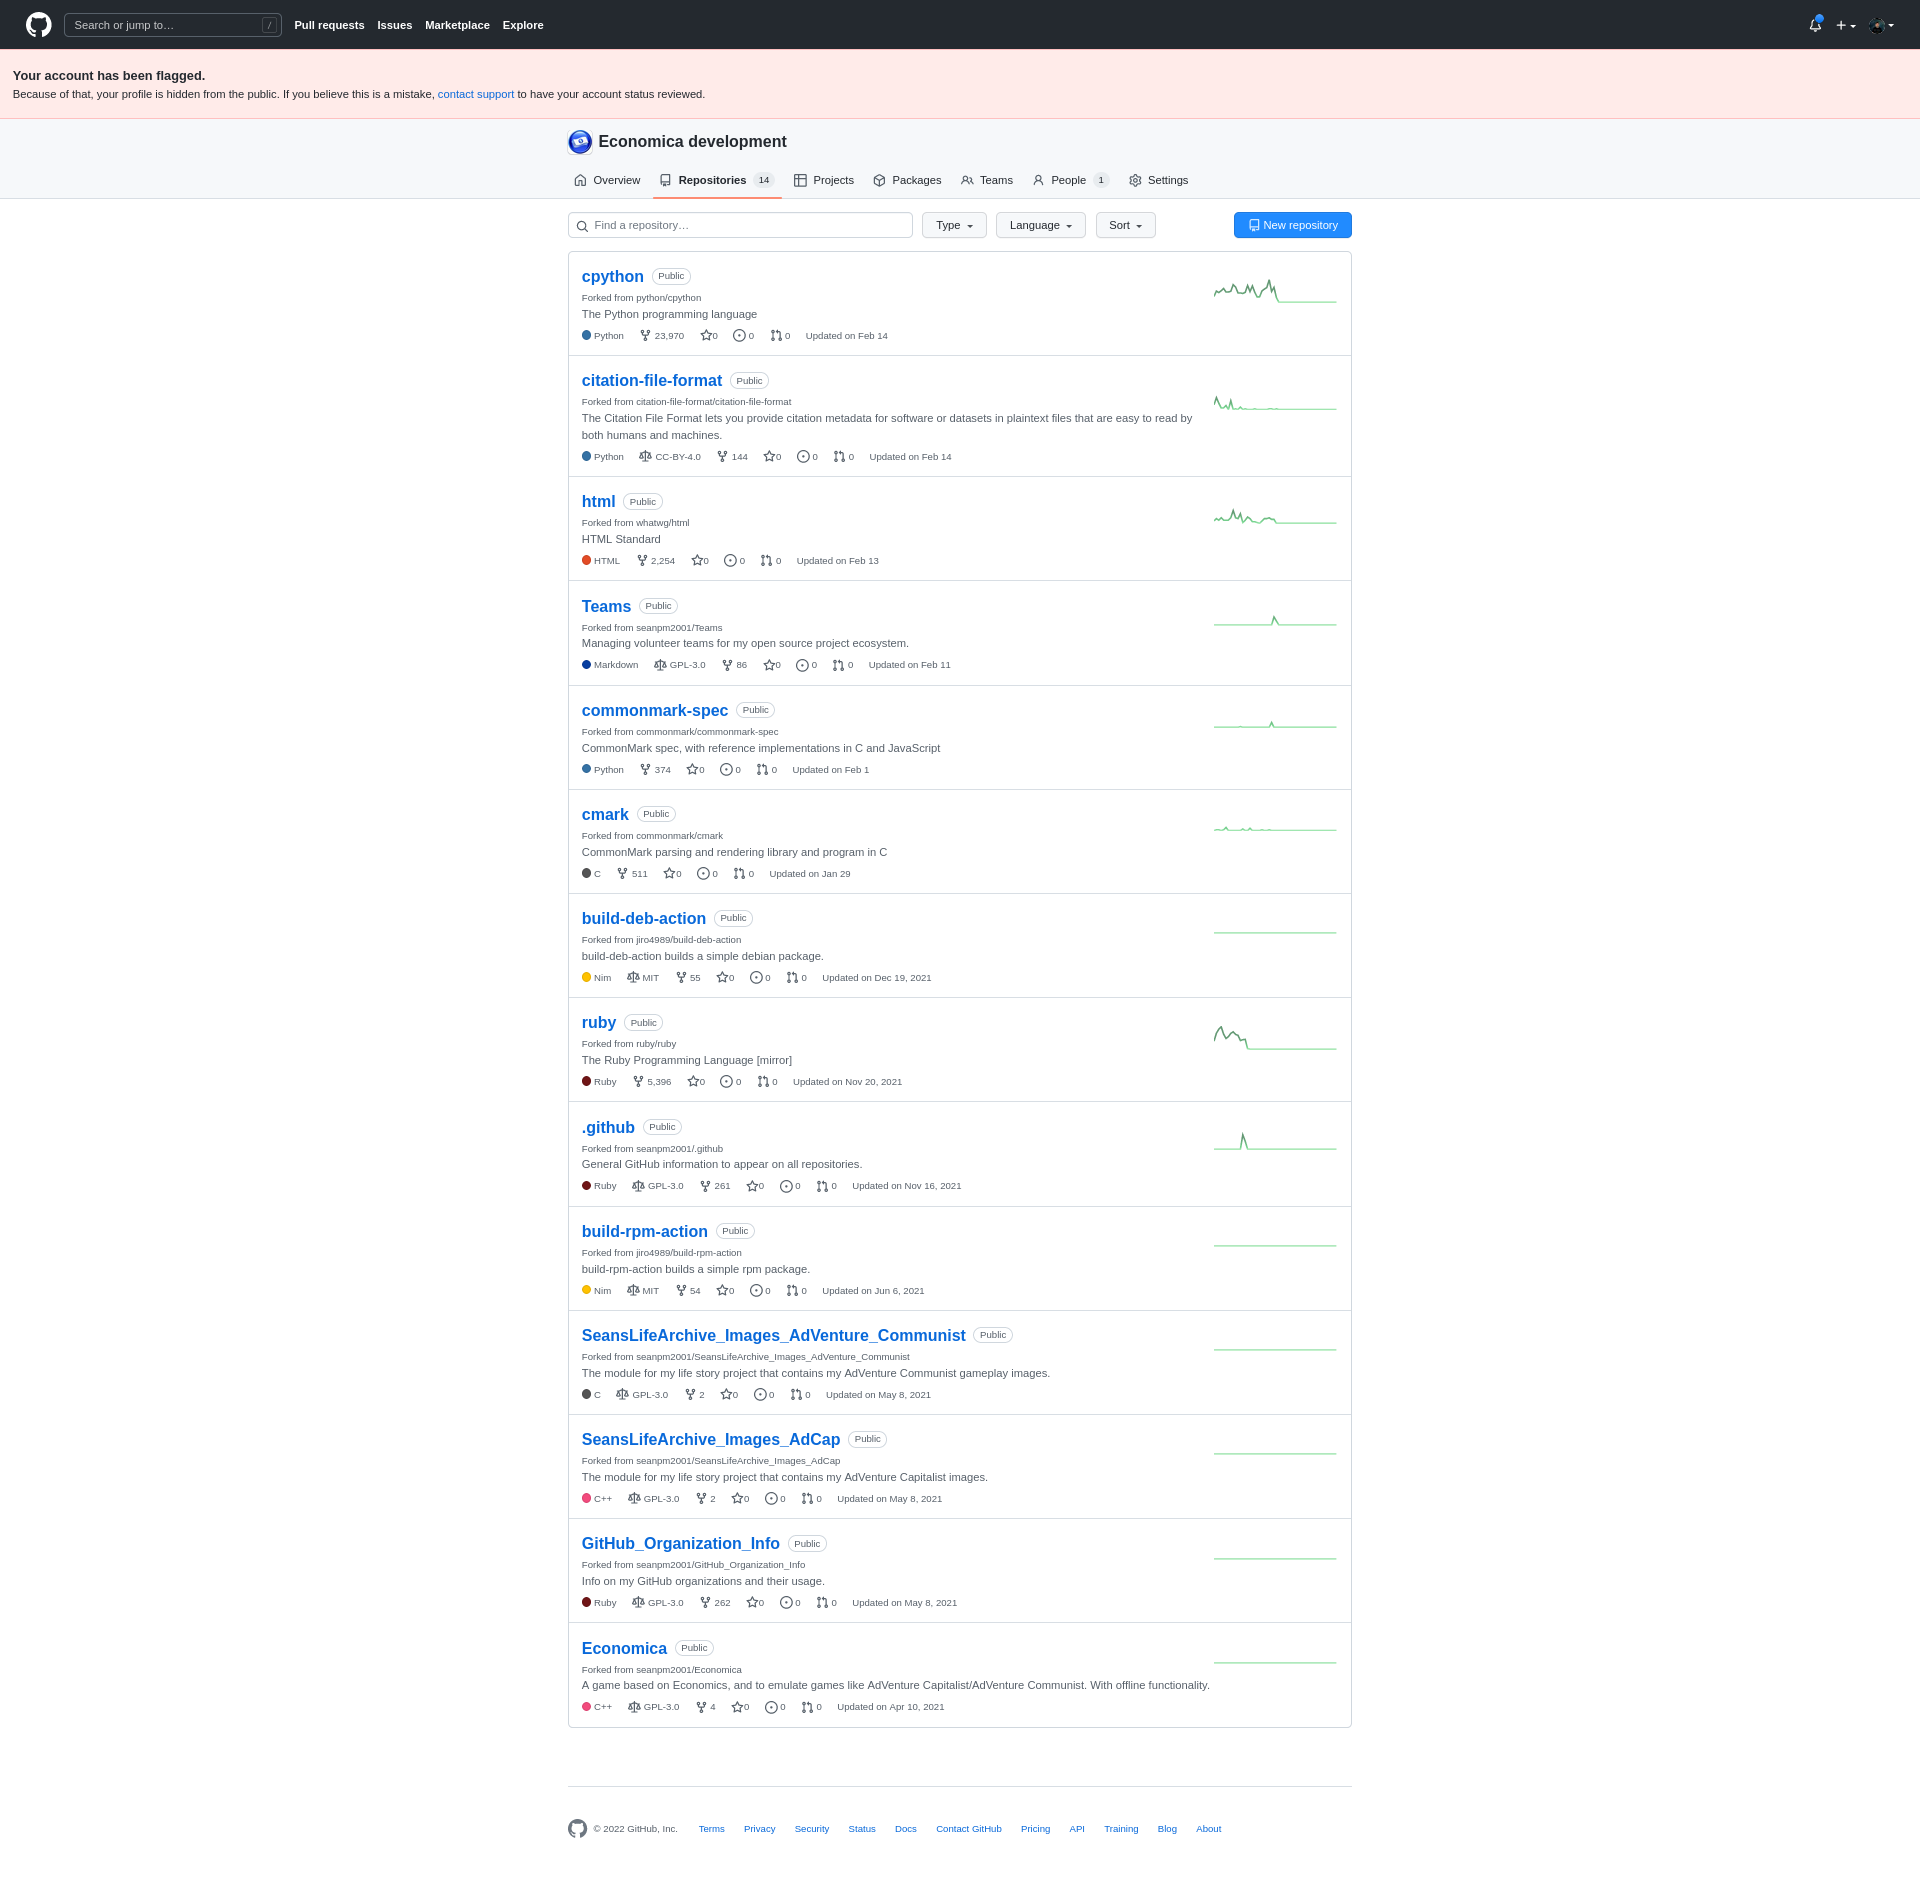 Search or jump to… /
Pull requests Issues Marketplace Explore
Your account has been flagged.
Because of that, your profile is hidden from the public. If you believe this is a mistake, contact support to have your account status reviewed.
Economica development
Overview Repositories 14 Projects Packages Teams People 1 Settings
Find a repository… Type Language Sort New repository
cpython Public
Forked from python/cpython
The Python programming language
Python 23,970 0 0 0 Updated on Feb 14
citation-file-format Public
Forked from citation-file-format/citation-file-format
The Citation File Format lets you provide citation metadata for software or datasets in plaintext files that are easy to read by
both humans and machines.
Python CC-BY-4.0 144 0 0 0 Updated on Feb 14
html Public
Forked from whatwg/html
HTML Standard
HTML 2,254 0 0 0 Updated on Feb 13
Teams Public
Forked from seanpm2001/Teams
Managing volunteer teams for my open source project ecosystem.
Markdown GPL-3.0 86 0 0 0 Updated on Feb 11
commonmark-spec Public
Forked from commonmark/commonmark-spec
CommonMark spec, with reference implementations in C and JavaScript
Python 374 0 0 0 Updated on Feb 1
cmark Public
Forked from commonmark/cmark
CommonMark parsing and rendering library and program in C
C 511 0 0 0 Updated on Jan 29
build-deb-action Public
Forked from jiro4989/build-deb-action
build-deb-action builds a simple debian package.
Nim MIT 55 0 0 0 Updated on Dec 19, 2021
ruby Public
Forked from ruby/ruby
The Ruby Programming Language [mirror]
Ruby 5,396 0 0 0 Updated on Nov 20, 2021
.github Public
Forked from seanpm2001/.github
General GitHub information to appear on all repositories.
Ruby GPL-3.0 261 0 0 0 Updated on Nov 16, 2021
build-rpm-action Public
Forked from jiro4989/build-rpm-action
build-rpm-action builds a simple rpm package.
Nim MIT 54 0 0 0 Updated on Jun 6, 2021
SeansLifeArchive_Images_AdVenture_Communist Public
Forked from seanpm2001/SeansLifeArchive_Images_AdVenture_Communist
The module for my life story project that contains my AdVenture Communist gameplay images.
C GPL-3.0 2 0 0 0 Updated on May 8, 2021
SeansLifeArchive_Images_AdCap Public
Forked from seanpm2001/SeansLifeArchive_Images_AdCap
The module for my life story project that contains my AdVenture Capitalist images.
C++ GPL-3.0 2 0 0 0 Updated on May 8, 2021
GitHub_Organization_Info Public
Forked from seanpm2001/GitHub_Organization_Info
Info on my GitHub organizations and their usage.
Ruby GPL-3.0 262 0 0 0 Updated on May 8, 2021
Economica Public
Forked from seanpm2001/Economica
A game based on Economics, and to emulate games like AdVenture Capitalist/AdVenture Communist. With offline functionality.
C++ GPL-3.0 4 0 0 0 Updated on Apr 10, 2021
© 2022 GitHub, Inc. Terms Privacy Security Status Docs Contact GitHub Pricing API Training Blog About